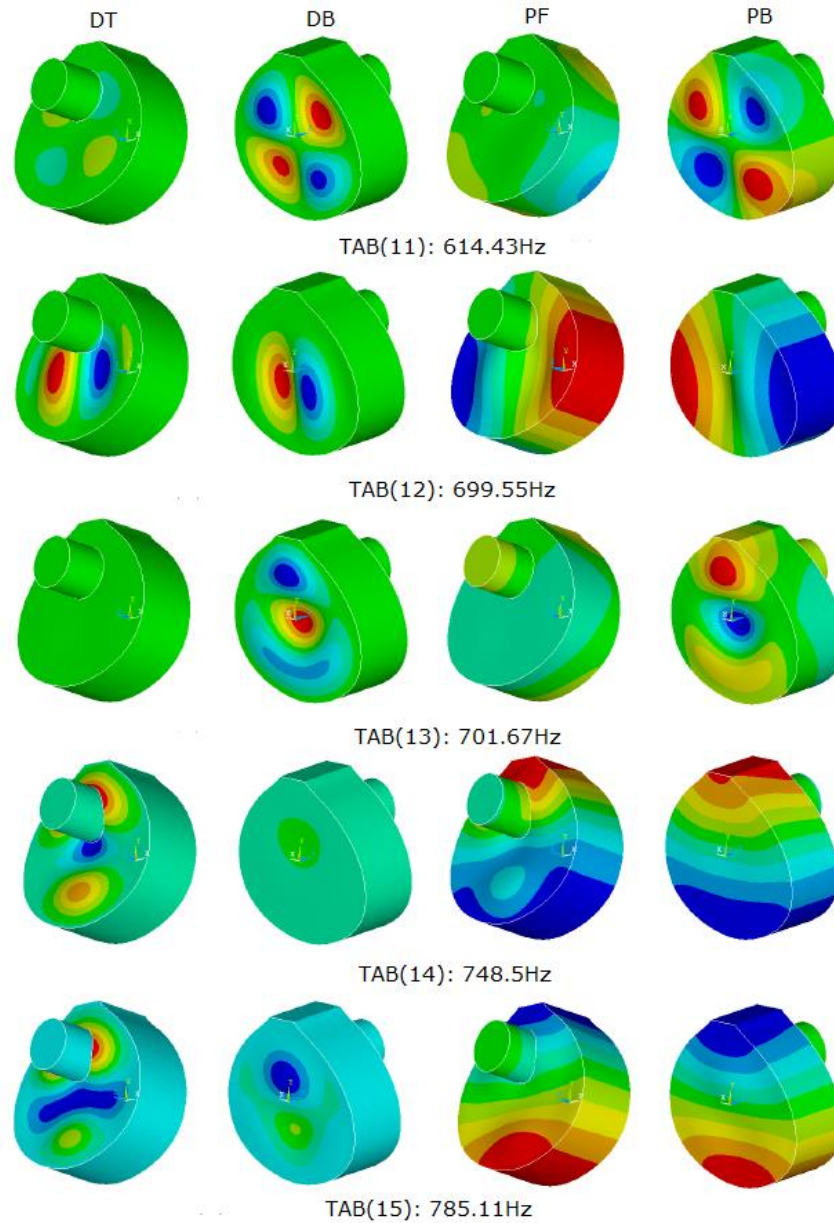 DT DB PF PB
TAB(11): 614.43Hz
TAB(12): 699.55Hz
TAB(13): 701.67Hz
TAB(14): 748.5Hz
TAB(15): 785.11Hz